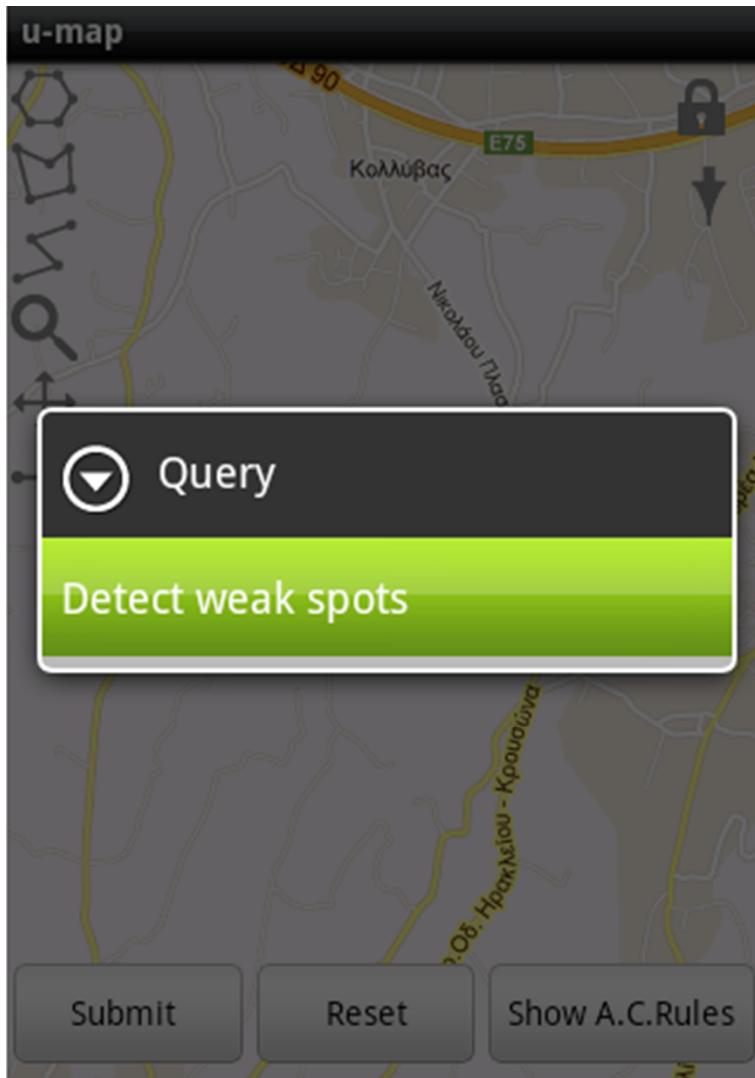 u-map
Δ 90
E75
Κολλύβας
Νικολάου Πλασ
Query
Detect weak spots
ρ.Οδ. Ηρακλείου - Κρουσώνα
Submit
Reset
Show A.C.Rules